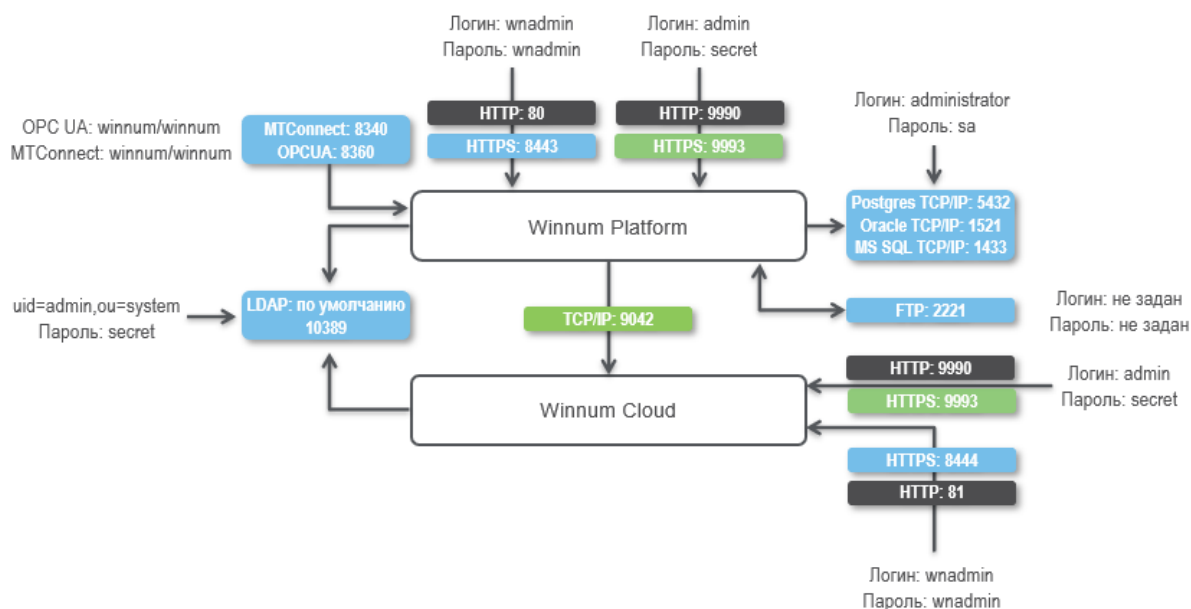 Логин: wnadmin
Пароль: wnadmin
Логин: admin
Пароль: secret
HTTP: 80
HTTPS: 8443
HTTP: 9990
HTTPS: 9993
Логин: administrator
Пароль: sa
OPC UA: winnum/winnum
MTConnect: winnum/winnum
MTConnect: 8340
OPCUA: 8360
Winnum Platform
Postgres TCP/IP: 5432
Oracle TCP/IP: 1521
MS SQL TCP/IP: 1433
uid=admin,ou=system
Пароль: secret
LDAP: по умолчанию
10389
TCP/IP: 9042
FTP: 2221
Логин: не задан
Пароль: не задан
Winnum Cloud
HTTP: 9990
HTTPS: 9993
Логин: admin
Пароль: secret
HTTPS: 8444
HTTP: 81
Логин: wnadmin
Пароль: wnadmin